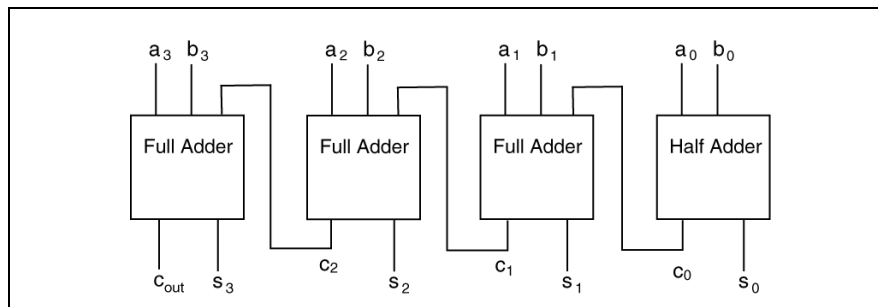 a3 b3 a2 b2 a1 b1 a0 b0
Full Adder Full Adder Full Adder Half Adder
cout s3 c2 s2 c1 s1 c0 s0